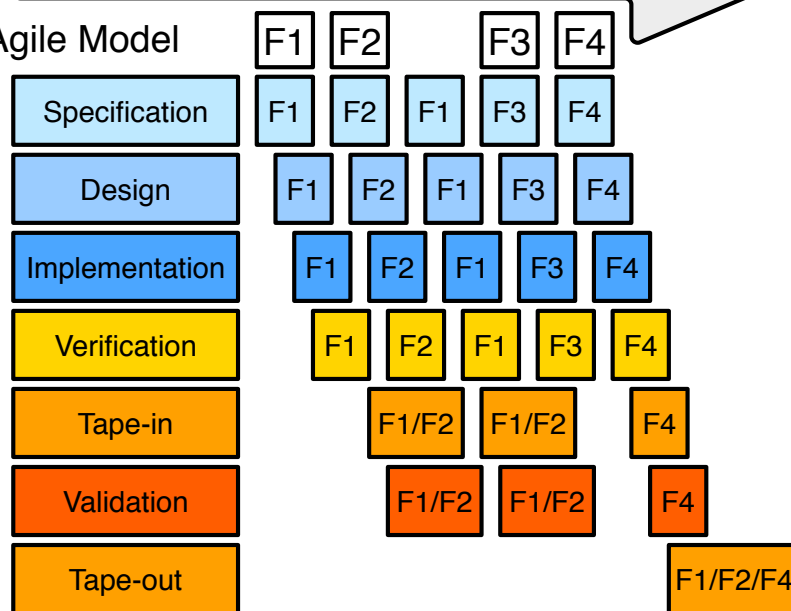 Agile Model F1 F2 F3 F4
Specification F1 F2 F1 F3 F4
Design F1 F2 F1 F3 F4
Implementation F1 F2 F1 F3 F4
Verification F1 F2 F1 F3 F4
Tape-in F1/F2 F1/F2 F4
Validation F1/F2 F1/F2 F4
Tape-out F1/F2/F4